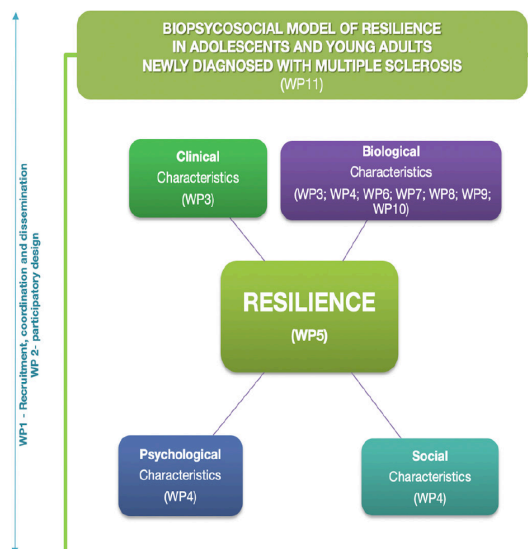 BIOPSYCOSOCIAL MODEL OF RESILIENCE
IN ADOLESCENTS AND YOUNG ADULTS
NEWLY DIAGNOSED WITH MULTIPLE SCLEROSIS
(WP11)
WP1 - Recruitment, coordination and dissemination
WP 2- participatory design
Clinical
Characteristics
(WP3)
Biological
Characteristics
(WP3; WP4; WP6; WP7; WP8; WP9;
WP10)
RESILIENCE
(WP5)
Psychological
Characteristics
(WP4)
Social
Characteristics
(WP4)